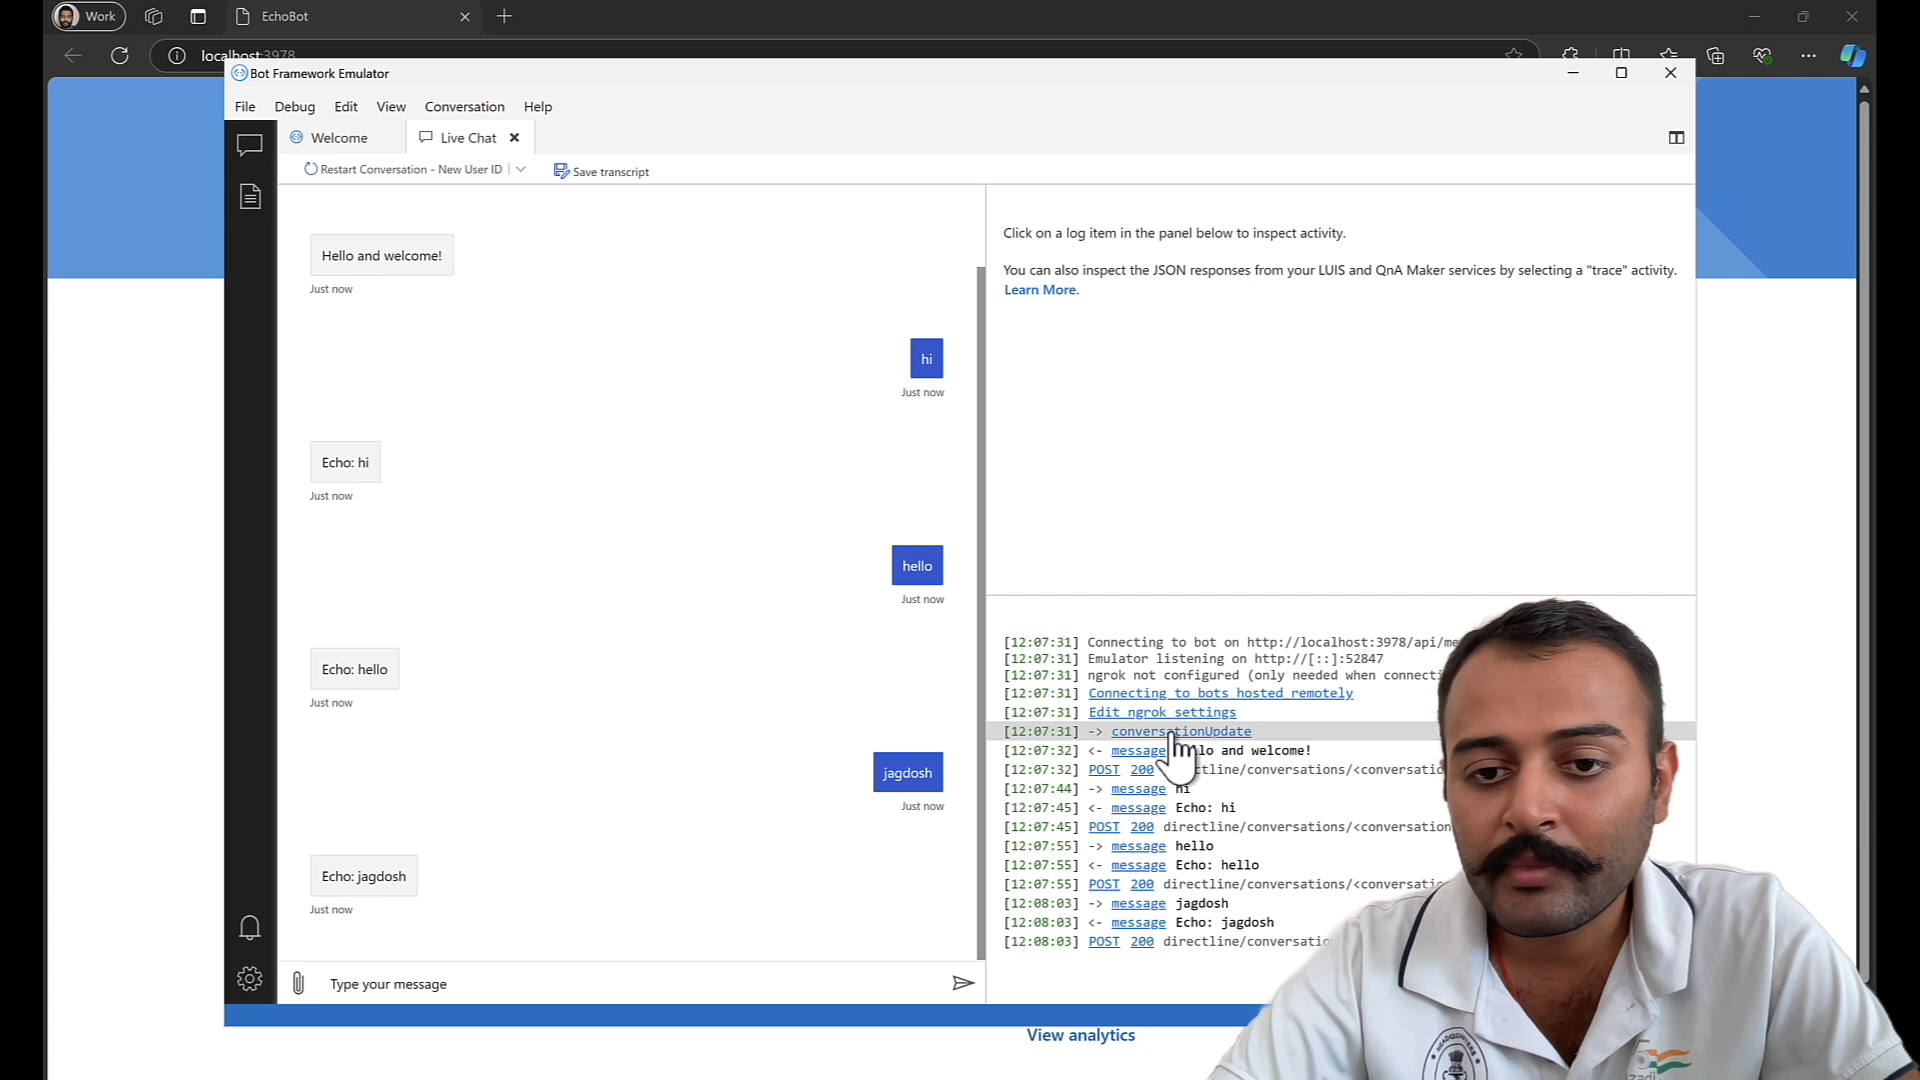 Work
EchoBot
localhost:3978
Bot Framework Emulator
File Debug Edit View Conversation Help
Welcome
Live Chat
Restart Conversation - New User ID
Save transcript
Hello and welcome!
Just now
hi
Just now
Echo: hi
Just now
hello
Just now
Echo: hello
Just now
jagdosh
Just now
Echo: jagdosh
Just now
Type your message
Click on a log item in the panel below to inspect activity.
You can also inspect the JSON responses from your LUIS and QnA Maker services by selecting a "trace" activity.
Learn More.
[12:07:31] Connecting to bot on http://localhost:3978/api/me
[12:07:31] Emulator listening on http://[::]:52847
[12:07:31] ngrok not configured (only needed when connecti
[12:07:31] Connecting to bots hosted remotely
[12:07:31] Edit ngrok settings
[12:07:31] -> conversationUpdate
[12:07:32] <- message lo and welcome!
[12:07:32] POST 200 ctline/conversations/<conversatio
[12:07:44] -> message hi
[12:07:45] <- message Echo: hi
[12:07:45] POST 200 directline/conversations/<conversation
[12:07:55] -> message hello
[12:07:55] <- message Echo: hello
[12:07:55] POST 200 directline/conversations/<conversatio
[12:08:03] -> message jagdosh
[12:08:03] <- message Echo: jagdosh
[12:08:03] POST 200 directline/conversatio
View analytics
HEADQUARTERS